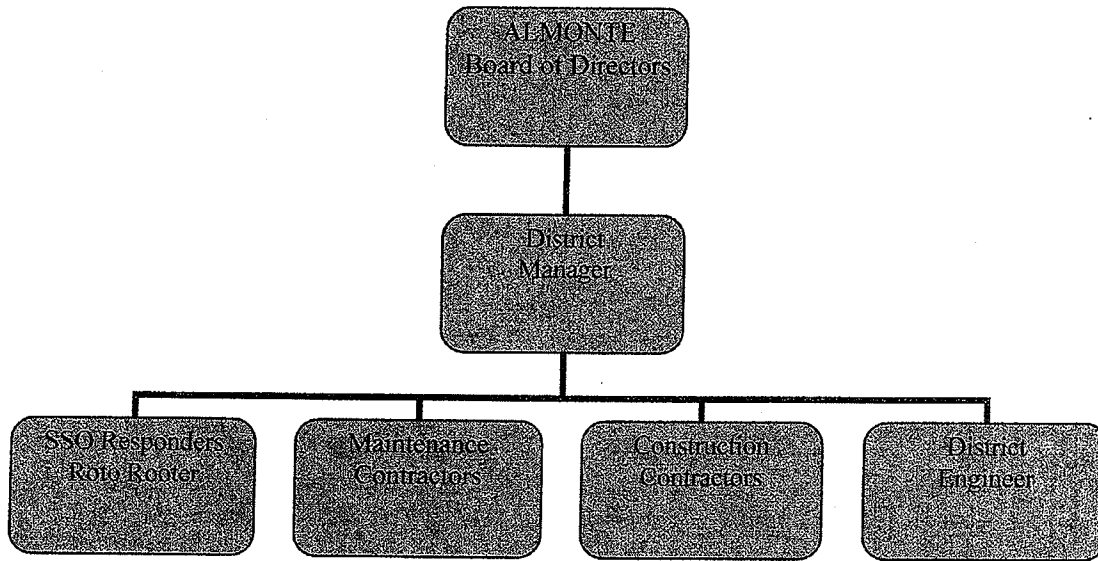 ALMONTE
Board of Directors
District
Manager
SSO Responders
Roto Rooter
Maintenance
Contractors
Construction
Contractors
District
Engineer